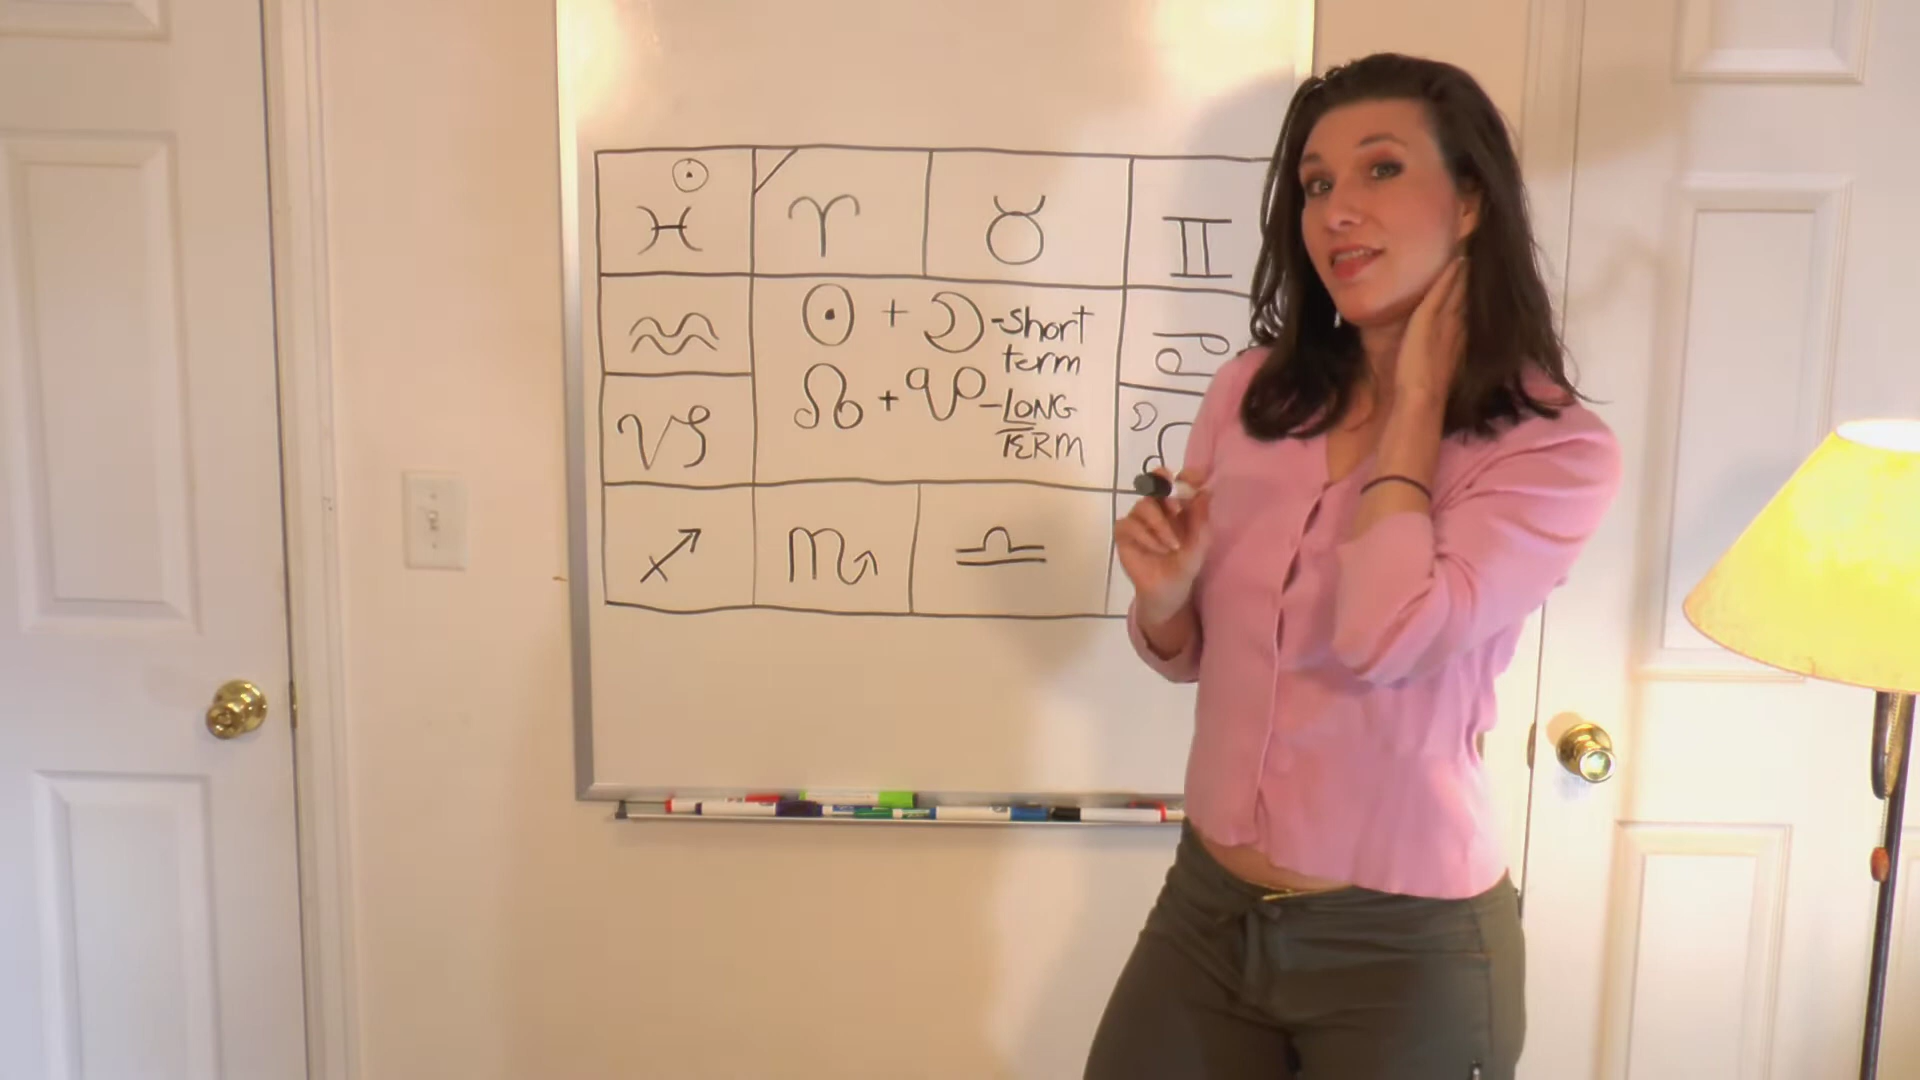 ☉
♓ ♈ ♉ ♊
☉ + ☽ - Short
term
♒ ♋
☊ + ☋ - LONG
TERM
♑ ☽ ♌
♐ ♏ ♎